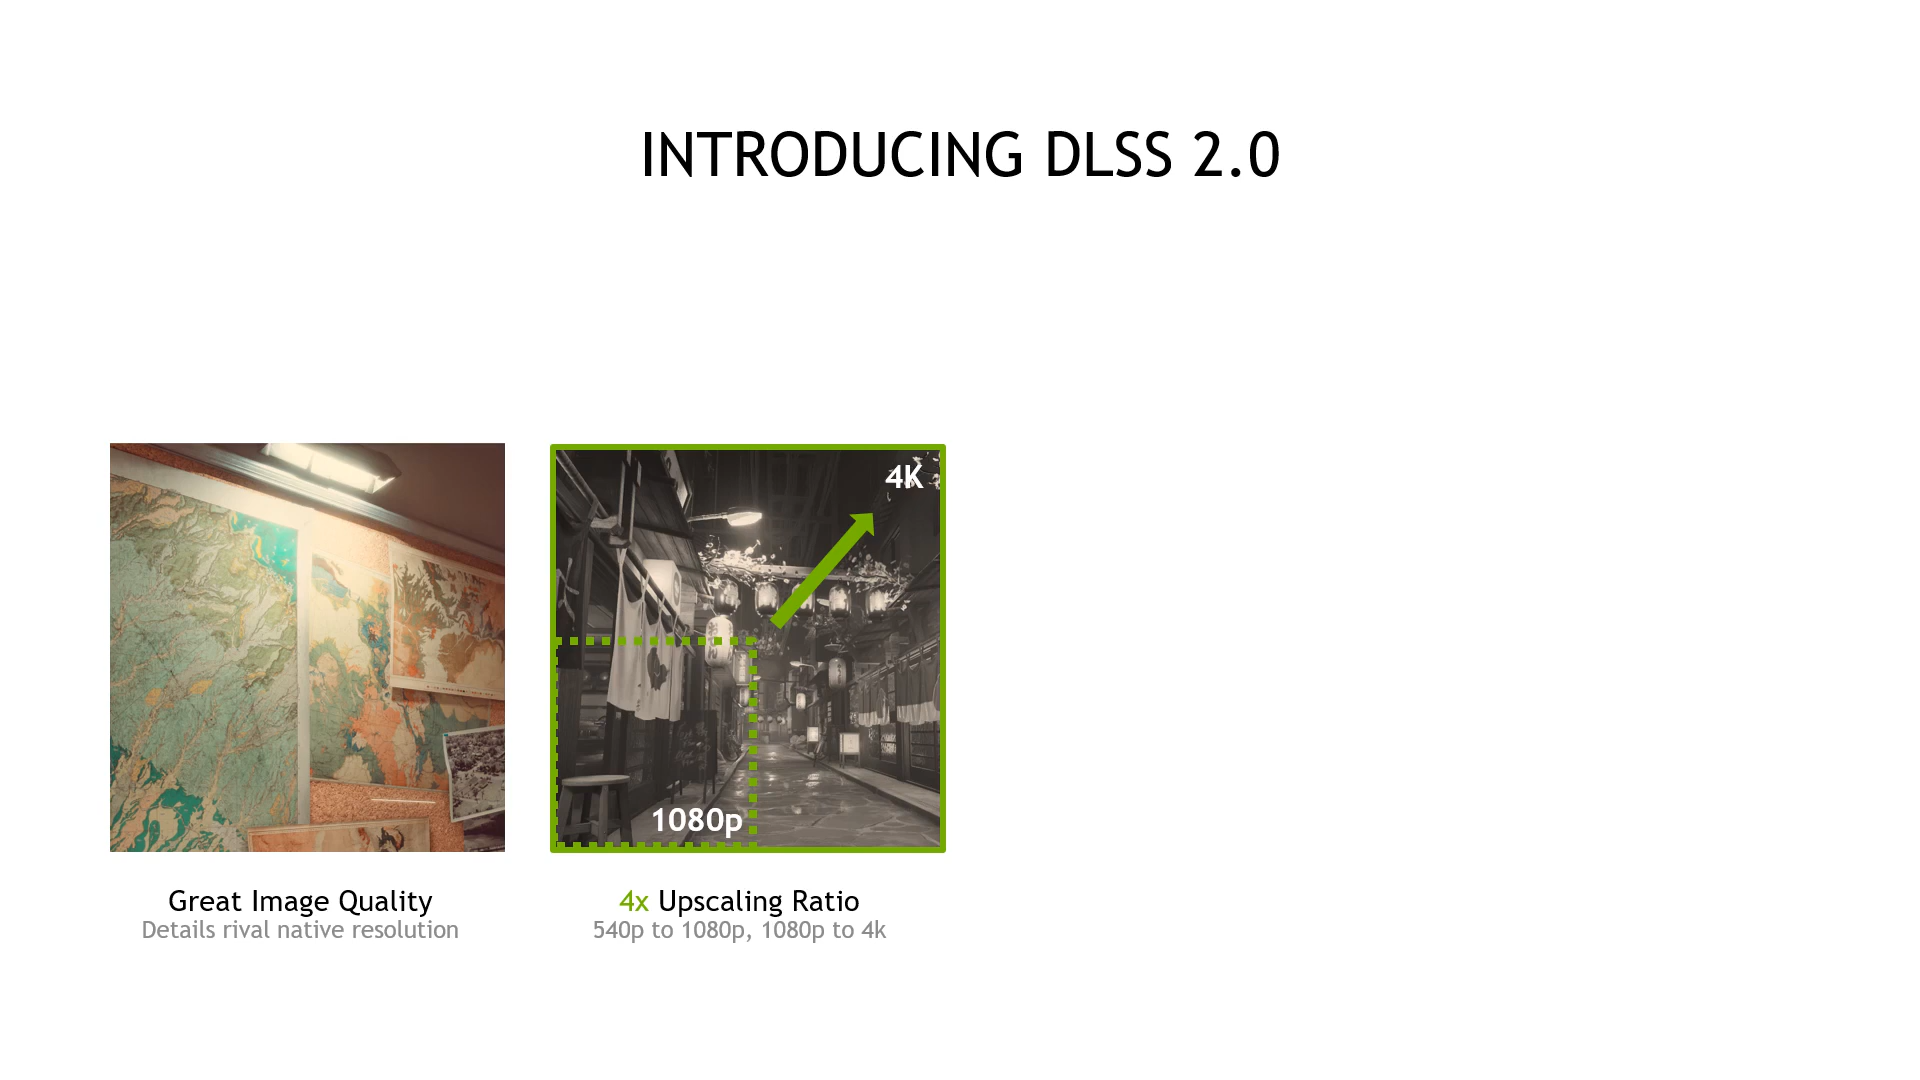 INTRODUCING DLSS 2.0
4K
1080p
Great Image Quality
Details rival native resolution
4x Upscaling Ratio
540p to 1080p, 1080p to 4k